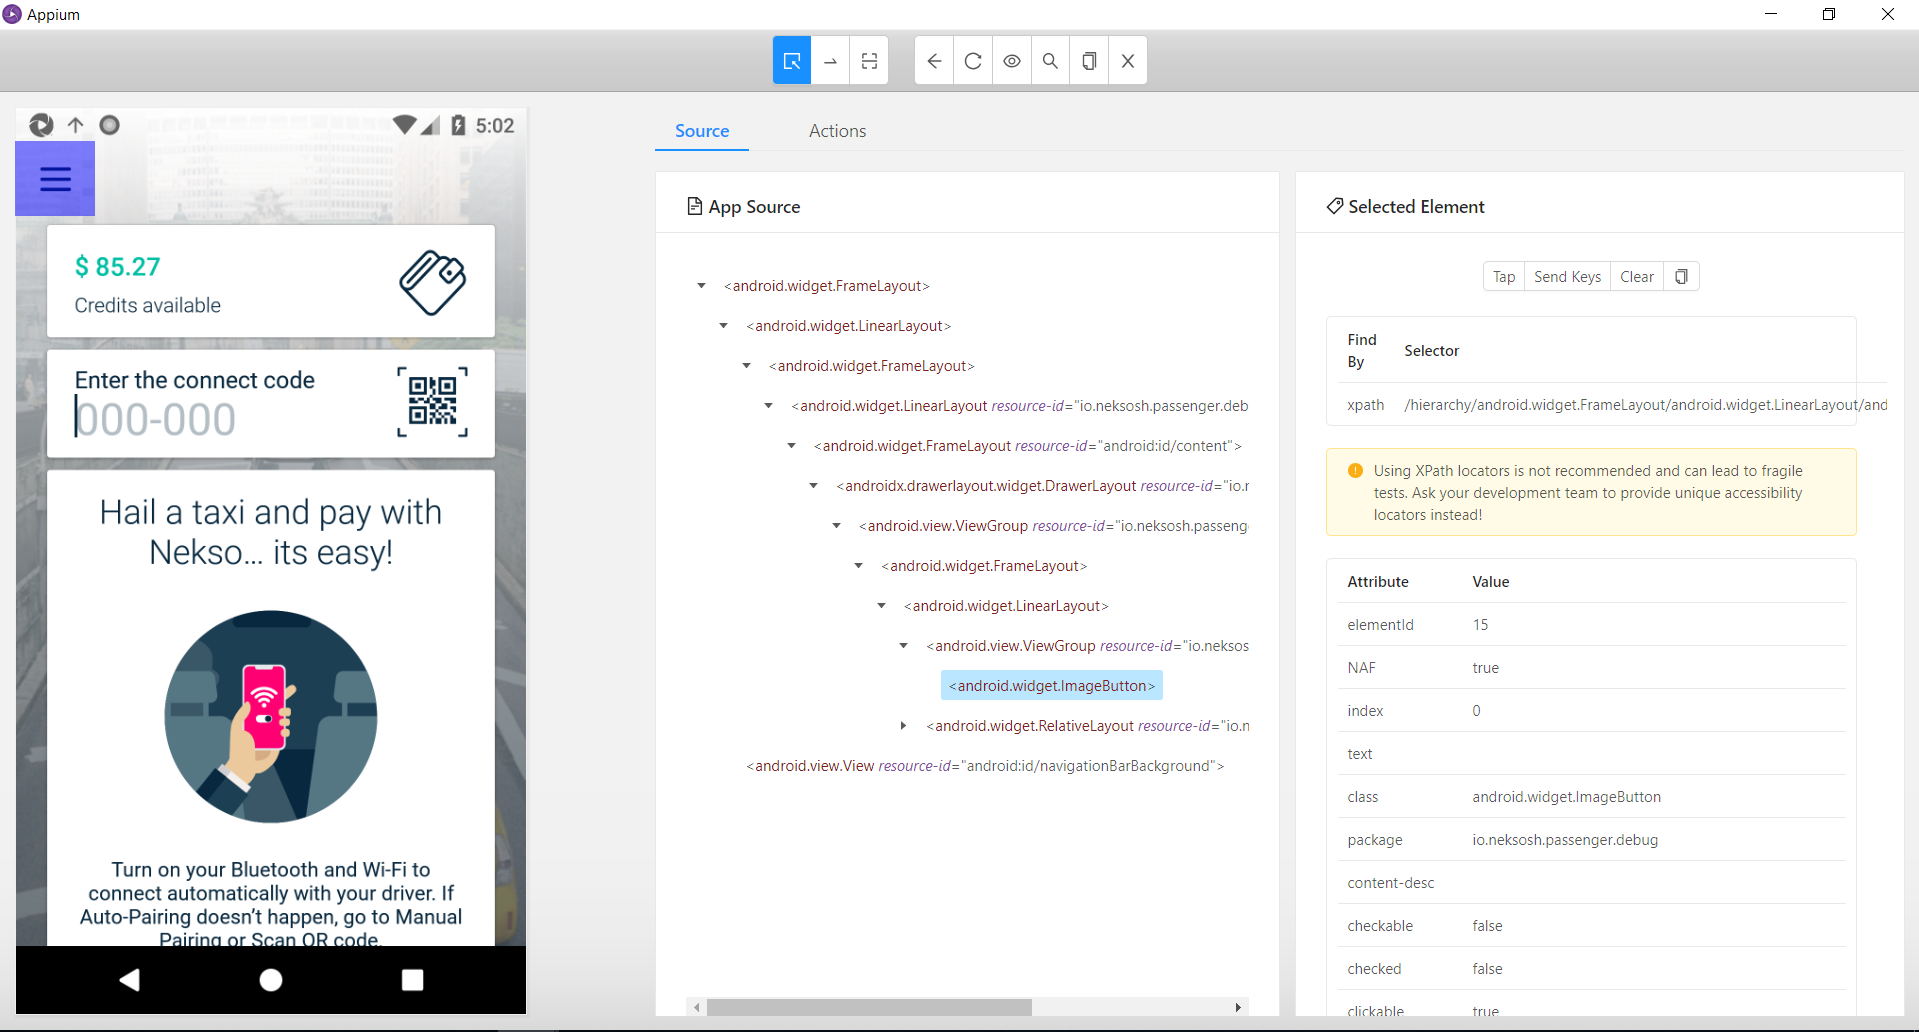 Appium
5:02
$ 85.27
Credits available
Enter the connect code
000-000
Hail a taxi and pay with
Nekso... its easy!
Turn on your Bluetooth and Wi-Fi to
connect automatically with your driver. If
Auto-Pairing doesn't happen, go to Manual
Pairing or Scan QR code.
Source
Actions
App Source
<android.widget.FrameLayout>
<android.widget.LinearLayout>
<android.widget.FrameLayout>
<android.widget.LinearLayout resource-id="io.neksosh.passenger.deb
<android.widget.FrameLayout resource-id="android:id/content">
<androidx.drawerlayout.widget.DrawerLayout resource-id="io.r
<android.view.ViewGroup resource-id="io.neksosh.passeng
<android.widget.FrameLayout>
<android.widget.LinearLayout>
<android.view.ViewGroup resource-id="io.neksos
<android.widget.ImageButton>
<android.widget.RelativeLayout resource-id="io.n
<android.view.View resource-id="android:id/navigationBarBackground">
Selected Element
Tap Send Keys Clear
Find By Selector
xpath /hierarchy/android.widget.FrameLayout/android.widget.LinearLayout/and
Using XPath locators is not recommended and can lead to fragile
tests. Ask your development team to provide unique accessibility
locators instead!
Attribute Value
elementId 15
NAF true
index 0
text
class android.widget.ImageButton
package io.neksosh.passenger.debug
content-desc
checkable false
checked false
clickable true